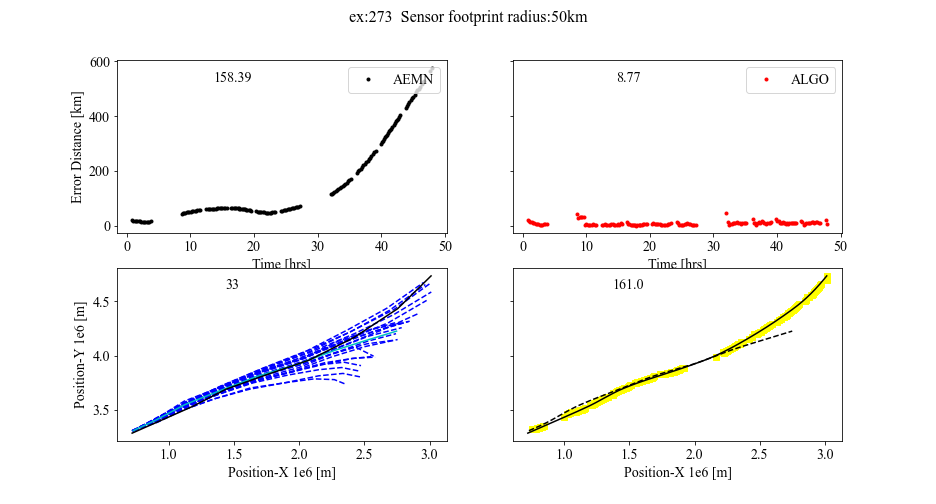 ex:273  Sensor footprint radius:50km
600
400
200
0
Error Distance [km]
158.39
AEMN
0 10 20 30 40 50
Time [hrs]
8.77
ALGO
0 10 20 30 40 50
Time [hrs]
4.5
4.0
3.5
Position-Y 1e6 [m]
33
1.0 1.5 2.0 2.5 3.0
Position-X 1e6 [m]
161.0
1.0 1.5 2.0 2.5 3.0
Position-X 1e6 [m]